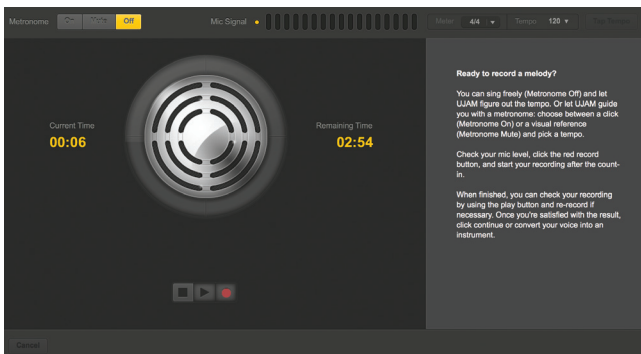 Metronome On Mute Off Mic Signal Meter 4/4 Tempo 120
Ready to record a melody?
You can sing freely (Metronome Off) and let
UJAM figure out the tempo. Or let UJAM guide
you with a metronome: choose between a click
(Metronome On) or a visual reference
(Metronome Mute) and pick a tempo.
Check your mic level, click the red record
button, and start your recording after the count-
in.
When finished, you can check your recording
by using the play button and re-record if
necessary. Once you're satisfied with the result,
click continue or convert your voice into an
instrument.
Current Time
00:06
Remaining Time
02:54
Cancel